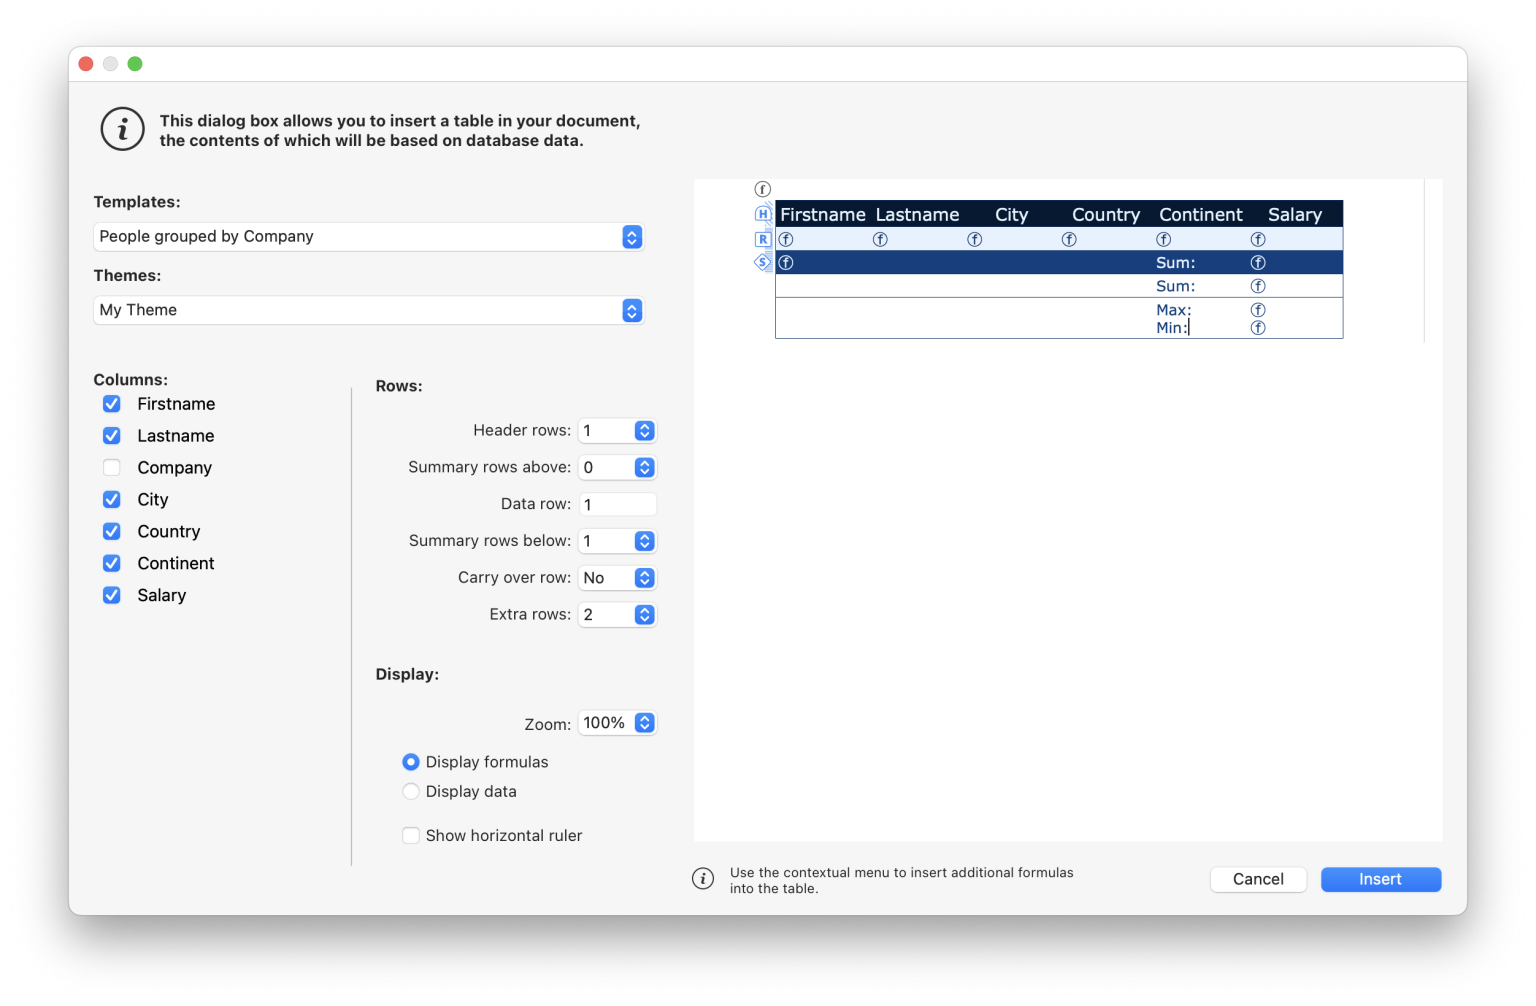 This dialog box allows you to insert a table in your document,
the contents of which will be based on database data.
Templates:
People grouped by Company
Themes:
My Theme
Columns:
Firstname
Lastname
Company
City
Country
Continent
Salary
Rows:
Header rows: 1
Summary rows above: 0
Data row: 1
Summary rows below: 1
Carry over row: No
Extra rows: 2
Display:
Zoom: 100%
Display formulas
Display data
Show horizontal ruler
f
H Firstname Lastname City Country Continent Salary
R f f f f f f
S f Sum: f
Sum: f
Max: f
Min: f
Use the contextual menu to insert additional formulas
into the table.
Cancel Insert